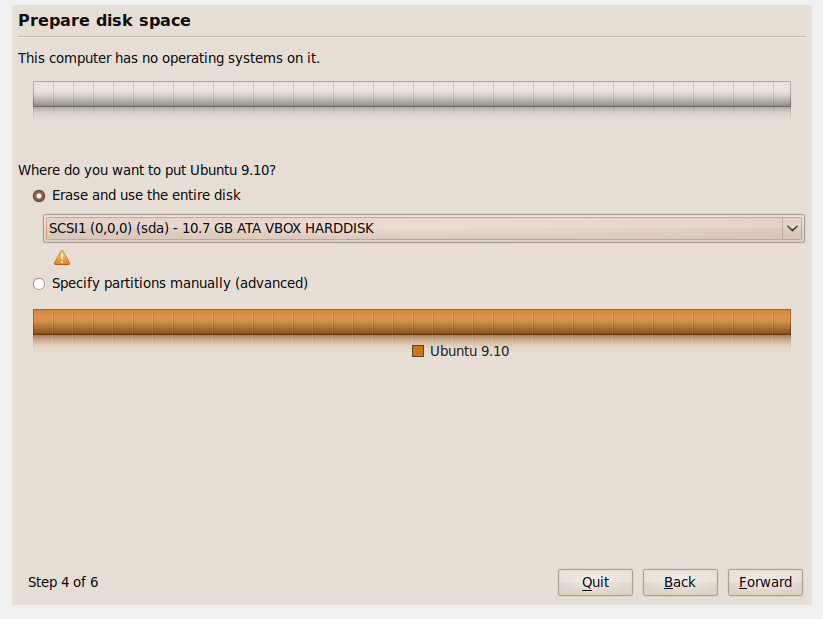 Prepare disk space
This computer has no operating systems on it.
Where do you want to put Ubuntu 9.10?
Erase and use the entire disk
SCSI1 (0,0,0) (sda) - 10.7 GB ATA VBOX HARDDISK
Specify partitions manually (advanced)
Ubuntu 9.10
Step 4 of 6
Quit
Back
Forward